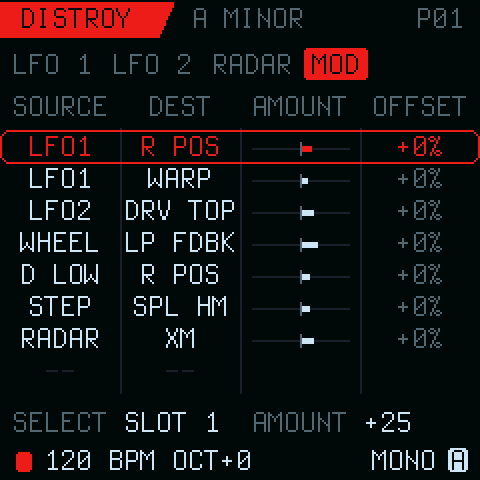 DISTROY A MINOR P01
LFO 1 LFO 2 RADAR MOD
SOURCE DEST AMOUNT OFFSET
LFO1 R POS +0%
LFO1 WARP +0%
LFO2 DRV TOP +0%
WHEEL LP FDBK +0%
D LOW R POS +0%
STEP SPL HM +0%
RADAR XM +0%
-- --
SELECT SLOT 1 AMOUNT +25
120 BPM OCT+0 MONO A